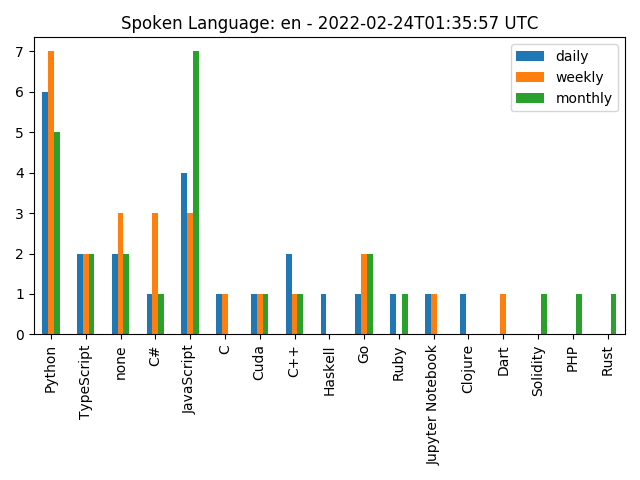 Spoken Language: en - 2022-02-24T01:35:57 UTC
daily
weekly
monthly
7
6
5
4
3
2
1
0
Python
TypeScript
none
C#
JavaScript
C
Cuda
C++
Haskell
Go
Ruby
Jupyter Notebook
Clojure
Dart
Solidity
PHP
Rust